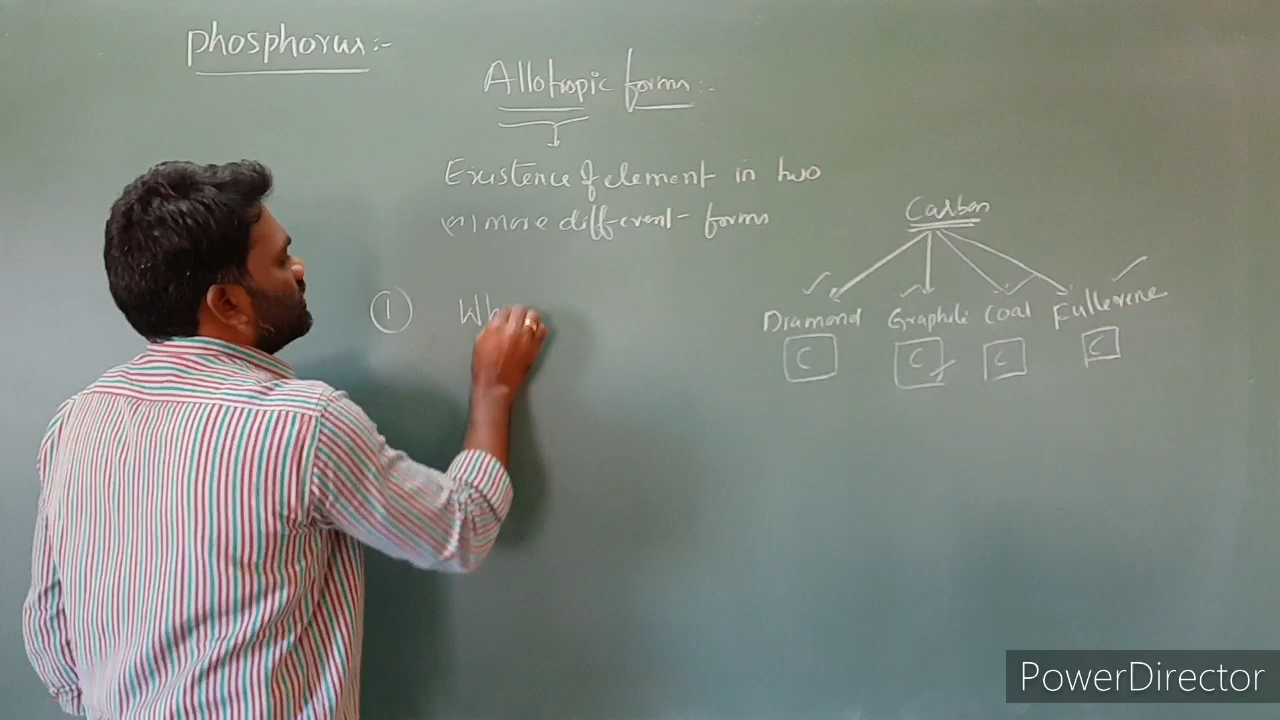 phosphorus:-
Allotropic forms:-
Existence of element in two
(or) more different forms
Carbon
Diamond Graphite Coal Fullerene
C C C C
① Wh
PowerDirector